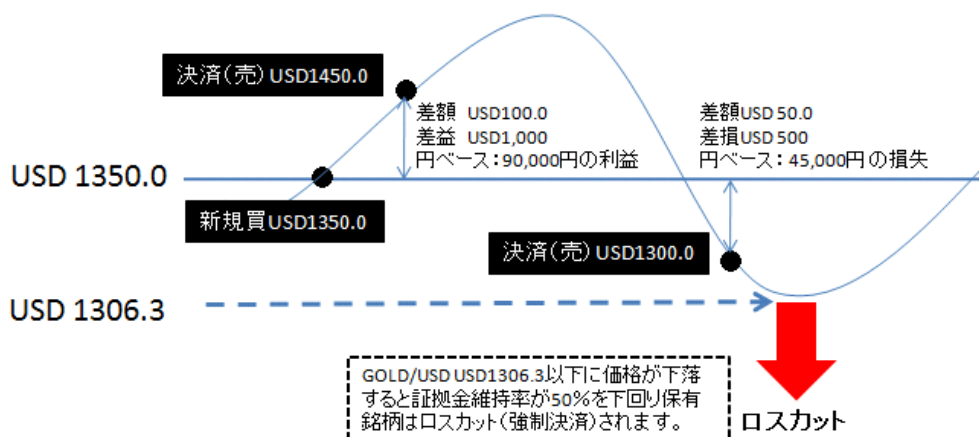 決済(売) USD1450.0
差額 USD100.0
差益 USD1,000
円ベース:90,000円の利益
差額USD 50.0
差損USD 500
円ベース:45,000円の損失
USD 1350.0
新規買USD1350.0
決済(売) USD1300.0
USD 1306.3
GOLD/USD USD1306.3以下に価格が下落
すると証拠金維持率が50%を下回り保有
銘柄はロスカット(強制決済)されます。
ロスカット